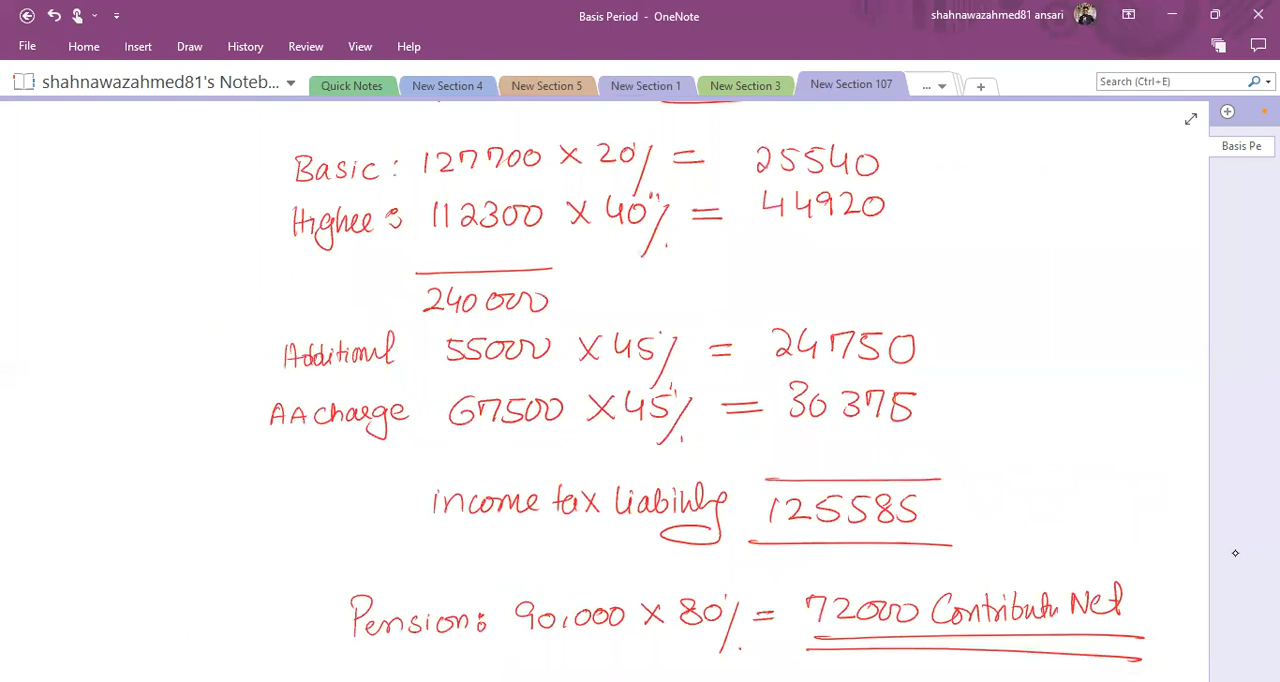 Basis Period - OneNote
shahnawazahmed81 ansari
File Home Insert Draw History Review View Help
shahnawazahmed81's Noteb... Quick Notes New Section 4 New Section 5 New Section 1 New Section 3 New Section 107 ... Search (Ctrl+E)
Basis Pe
Basic: 127700 × 20% = 25540
Higher: 112300 × 40% = 44920
240000
Additional 55000 × 45% = 24750
AA charge 67500 × 45% = 30375
income tax liability 125585
Pension: 90,000 × 80% = 72000 Contributn Net